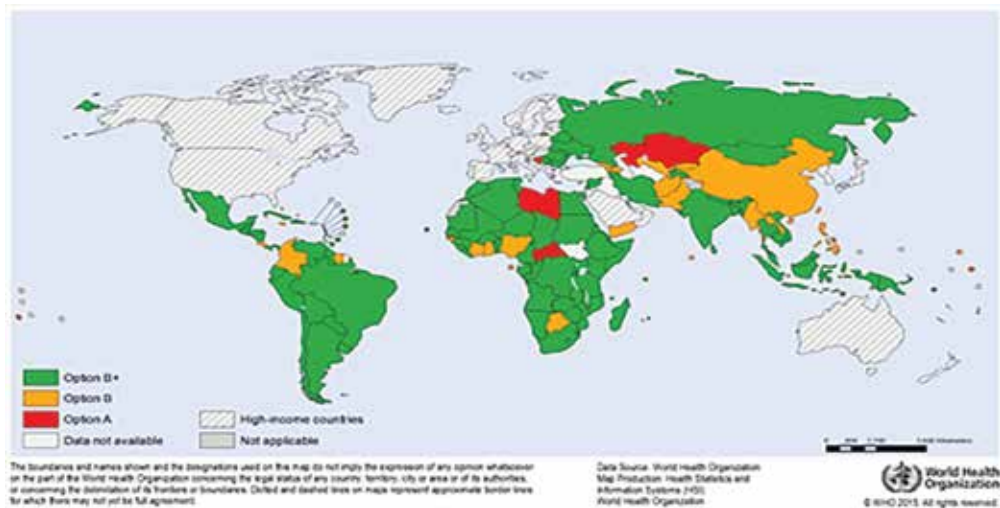 Option B+
Option B
Option A
Data not available
High-income countries
Not applicable
The boundaries and names shown and the designations used on this map do not imply the expression of any opinion whatsoever
on the part of the World Health Organization concerning the legal status of any country, territory, city or area or of its authorities,
or concerning the delimitation of its frontiers or boundaries. Dotted and dashed lines on maps represent approximate border lines
for which there may not yet be full agreement.
Data Source: World Health Organization
Map Production: Health Statistics and
Information Systems (HSI)
World Health Organization
World Health
Organization
© WHO 2015. All rights reserved.